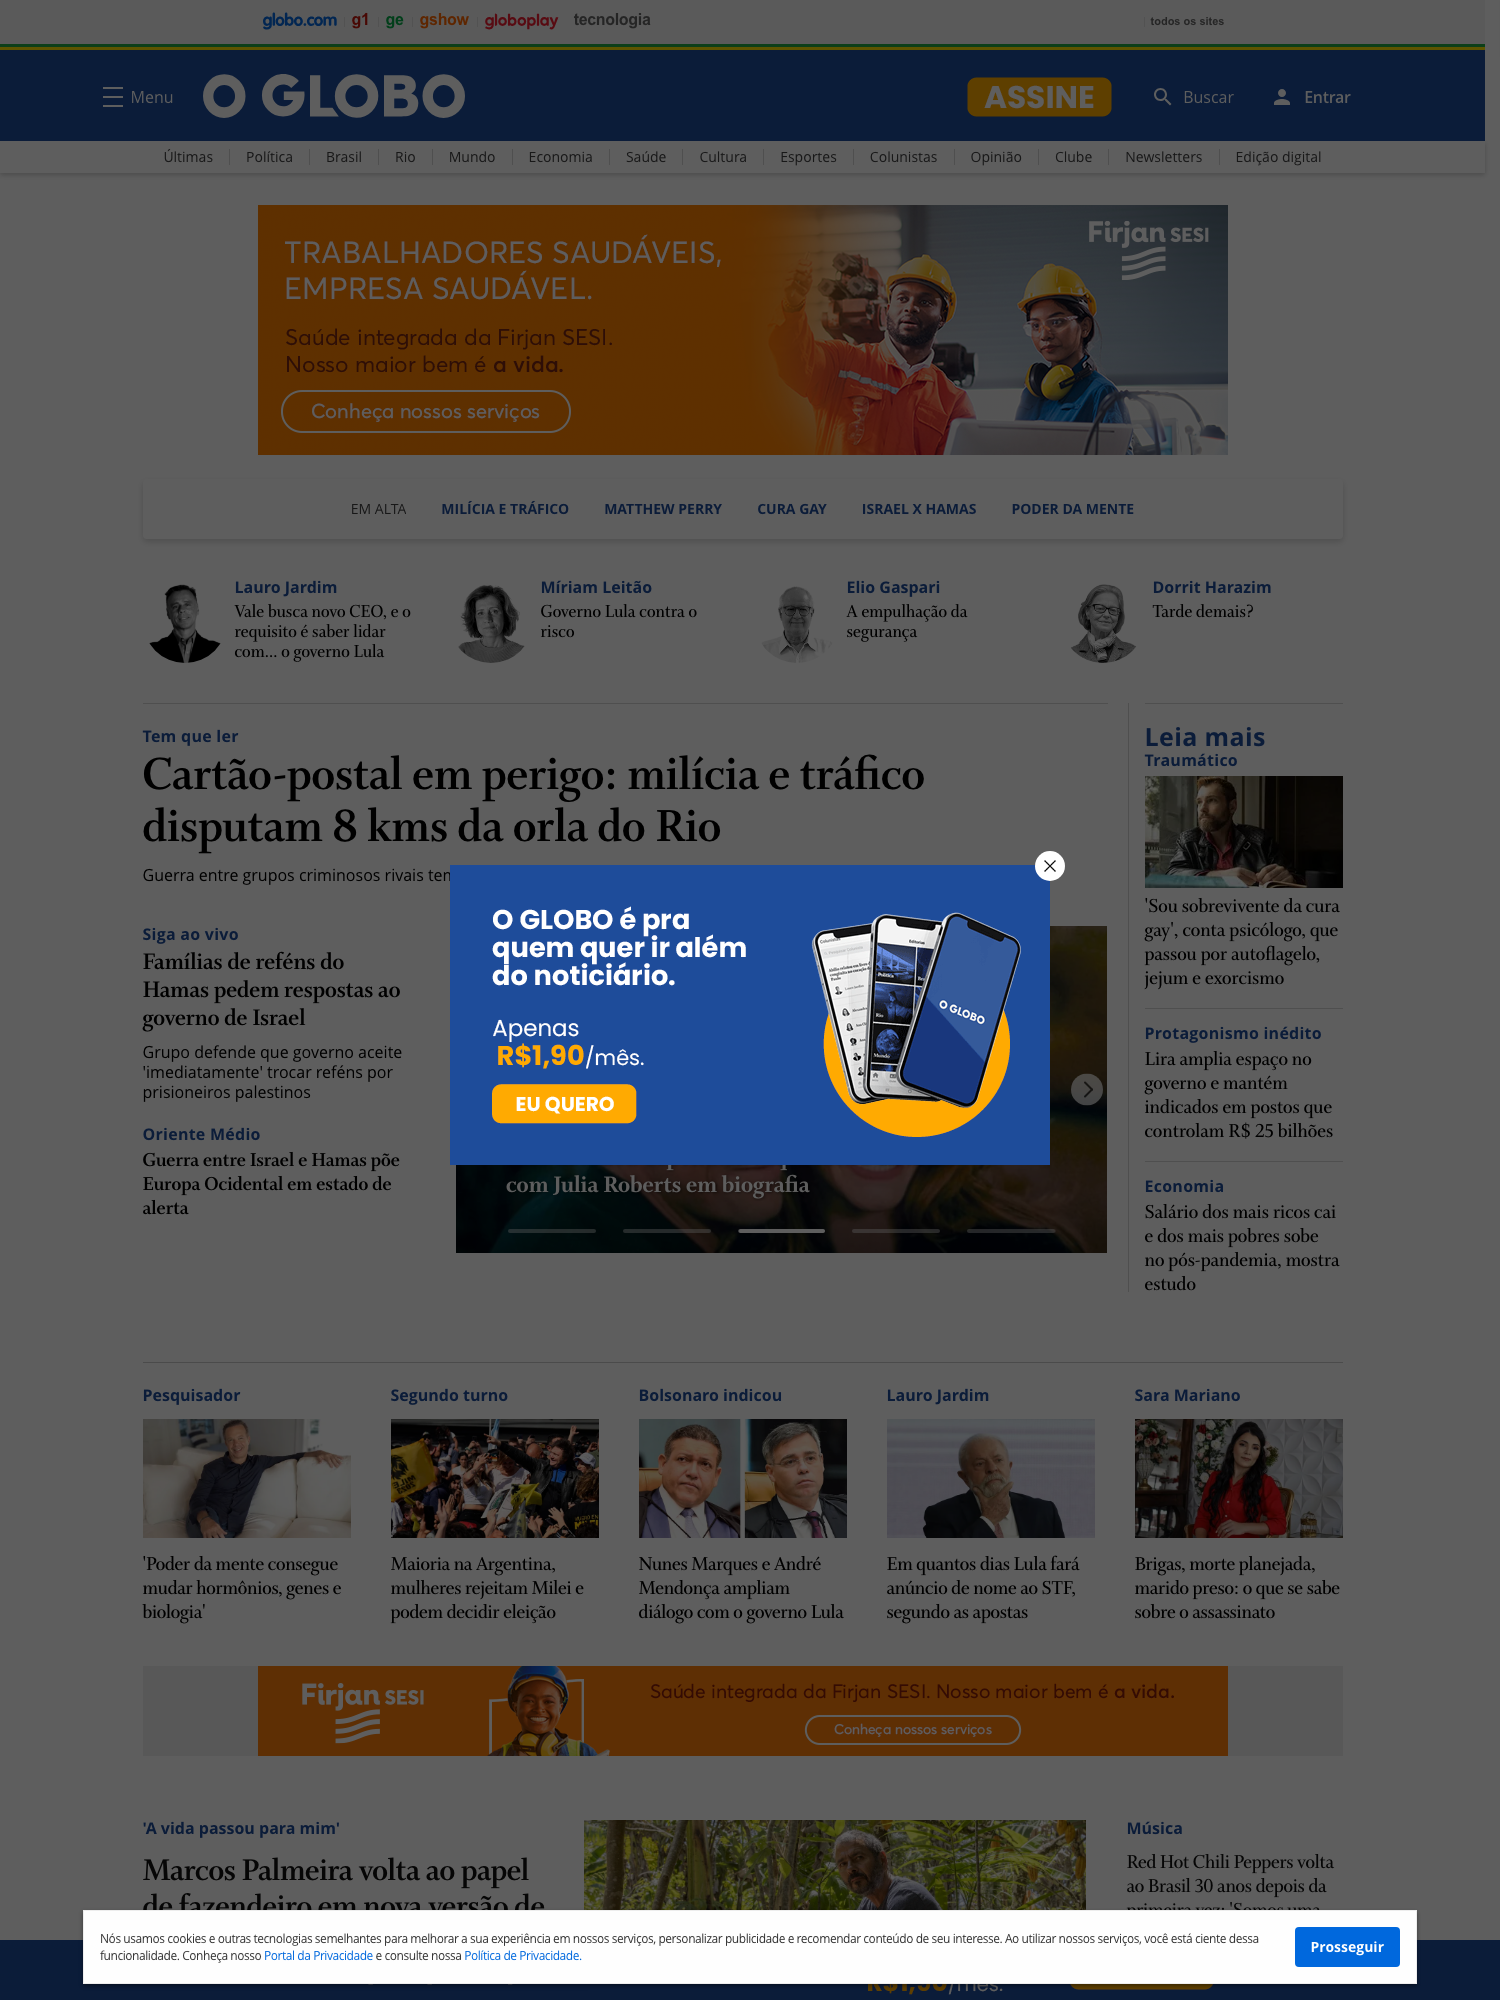 globo.com g1 ge gshow globoplay tecnologia todos os sites
Menu O GLOBO ASSINE Buscar Entrar
Últimas Política Brasil Rio Mundo Economia Saúde Cultura Esportes Colunistas Opinião Clube Newsletters Edição digital
TRABALHADORES SAUDÁVEIS,
EMPRESA SAUDÁVEL.
Saúde integrada da Firjan SESI.
Nosso maior bem é a vida.
Conheça nossos serviços
Firjan SESI
EM ALTA MILÍCIA E TRÁFICO MATTHEW PERRY CURA GAY ISRAEL X HAMAS PODER DA MENTE
Lauro Jardim
Vale busca novo CEO, e o
requisito é saber lidar
com... o governo Lula
Míriam Leitão
Governo Lula contra o
risco
Elio Gaspari
A empulhação da
segurança
Dorrit Harazim
Tarde demais?
Tem que ler
Cartão-postal em perigo: milícia e tráfico
disputam 8 kms da orla do Rio
Guerra entre grupos criminosos rivais
Siga ao vivo
Famílias de reféns do
Hamas pedem respostas ao
governo de Israel
Grupo defende que governo aceite
'imediatamente' trocar reféns por
prisioneiros palestinos
Oriente Médio
Guerra entre Israel e Hamas põe
Europa Ocidental em estado de
alerta
O GLOBO é pra
quem quer ir além
do noticiário.
Apenas
R$1,90/mês.
EU QUERO
Editorias
Política
Rio
Mundo
O GLOBO
com Julia Roberts em biografia
Leia mais
Traumático
'Sou sobrevivente da cura
gay', conta psicólogo, que
passou por autoflagelo,
jejum e exorcismo
Protagonismo inédito
Lira amplia espaço no
governo e mantém
indicados em postos que
controlam R$ 25 bilhões
Economia
Salário dos mais ricos cai
e dos mais pobres sobe
no pós-pandemia, mostra
estudo
Pesquisador
'Poder da mente consegue
mudar hormônios, genes e
biologia'
Segundo turno
Maioria na Argentina,
mulheres rejeitam Milei e
podem decidir eleição
Bolsonaro indicou
Nunes Marques e André
Mendonça ampliam
diálogo com o governo Lula
Lauro Jardim
Em quantos dias Lula fará
anúncio de nome ao STF,
segundo as apostas
Sara Mariano
Brigas, morte planejada,
marido preso: o que se sabe
sobre o assassinato
Firjan SESI
Saúde integrada da Firjan SESI. Nosso maior bem é a vida.
Conheça nossos serviços
'A vida passou para mim'
Marcos Palmeira volta ao papel
de fazendeiro em nova versão de
Música
Red Hot Chili Peppers volta
ao Brasil 30 anos depois da
primeira vez: 'Somos uma
Nós usamos cookies e outras tecnologias semelhantes para melhorar a sua experiência em nossos serviços, personalizar publicidade e recomendar conteúdo de seu interesse. Ao utilizar nossos serviços, você está ciente dessa
funcionalidade. Conheça nosso Portal da Privacidade e consulte nossa Política de Privacidade.
Prosseguir
R$1,90/mês.